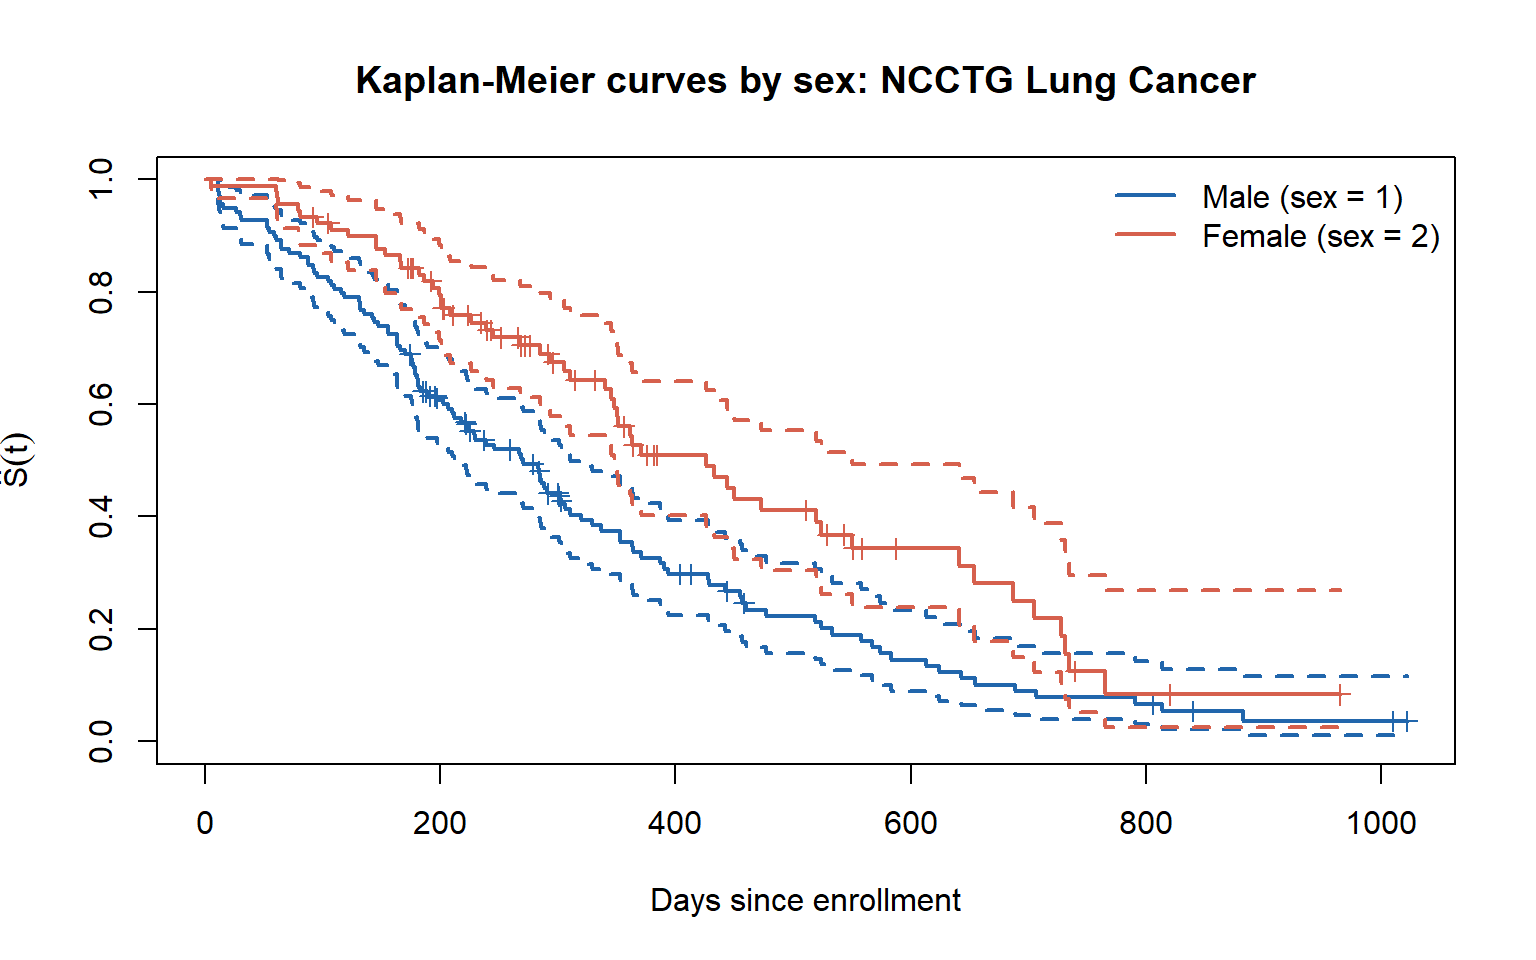 Kaplan-Meier curves by sex: NCCTG Lung Cancer
Male (sex = 1)
Female (sex = 2)
1.0
0.8
0.6
0.4
0.2
0.0
S(t)
0 200 400 600 800 1000
Days since enrollment